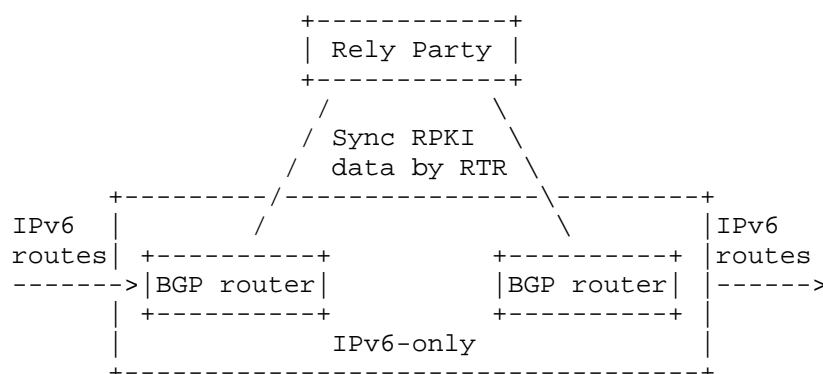 Rely Party
Sync RPKI
data by RTR
IPv6
routes
IPv6
routes
BGP router
BGP router
IPv6-only